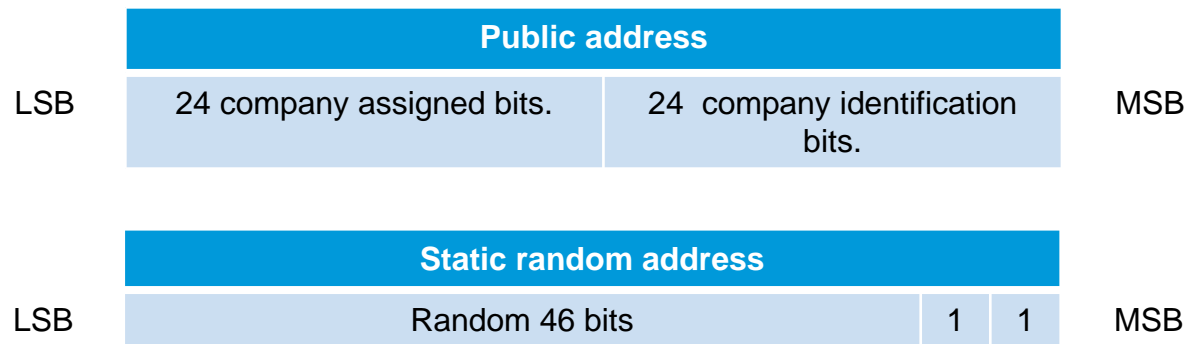 Public address
LSB 24 company assigned bits. 24 company identification MSB
bits.
Static random address
LSB Random 46 bits 1 1 MSB